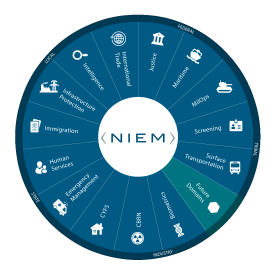 FEDERAL
TRIBAL
INDUSTRY
STATE
LOCAL
Justice
Maritime
MilOps
Screening
Surface
Transportation
Future
Domains
Biometrics
CBRN
CYFS
Emergency
Management
Human
Services
Immigration
Infrastructure
Protection
Intelligence
International
Trade
NIEM